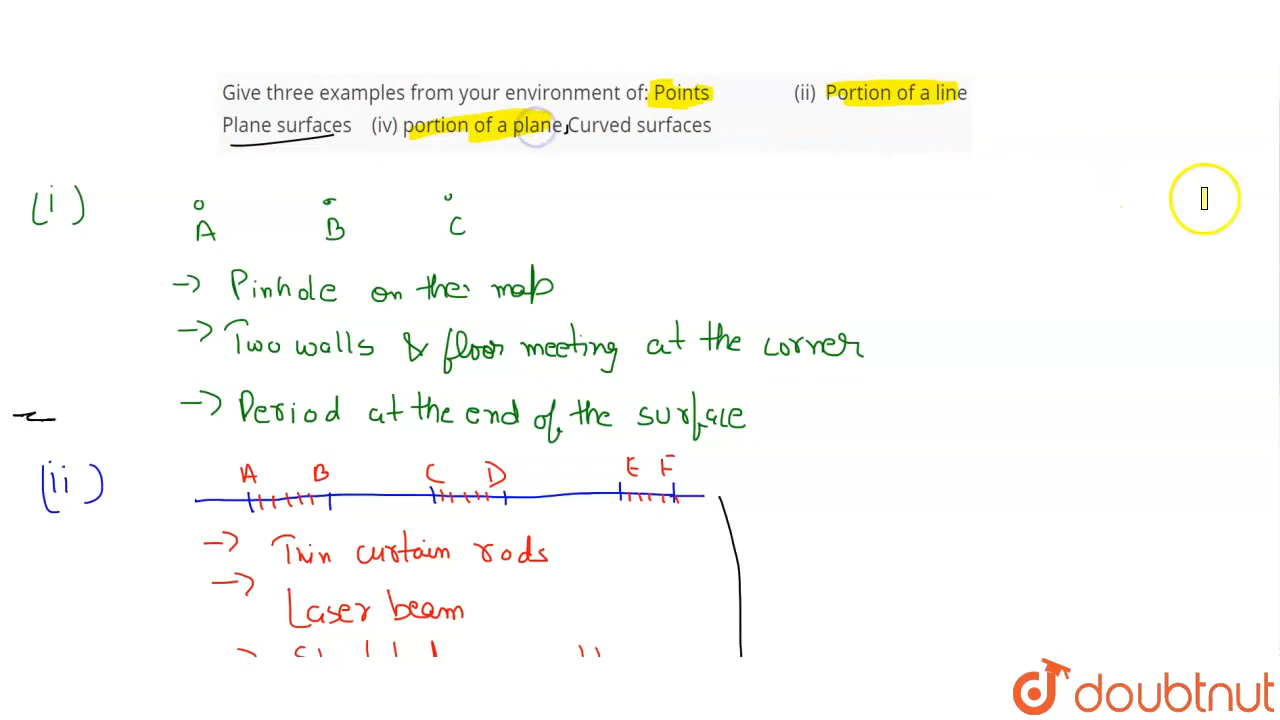 Give three examples from your environment of: Points (ii) Portion of a line
Plane surfaces (iv) portion of a plane, Curved surfaces
(i)
A B C
-> Pinhole on the map
-> Two walls & floor meeting at the corner
-> Period at the end of the surface
(ii)
A B C D E F
-> Thin curtain rods
-> Laser beam
doubtnut